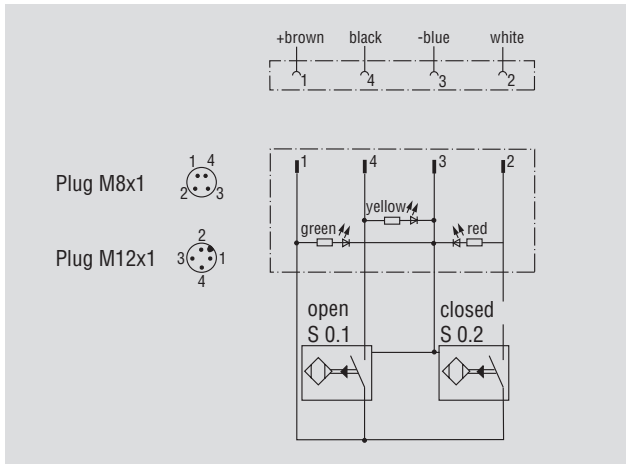 +brown black -blue white
1 4 3 2
1 4 3 2
Plug M8x1
1 4
2 3
yellow
green red
Plug M12x1
2
3 1
4
open closed
S 0.1 S 0.2